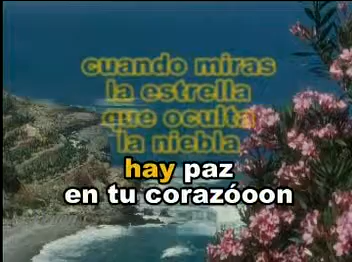 cuando miras
la estrella
que oculta
la niebla
hay paz
en tu corazóoon